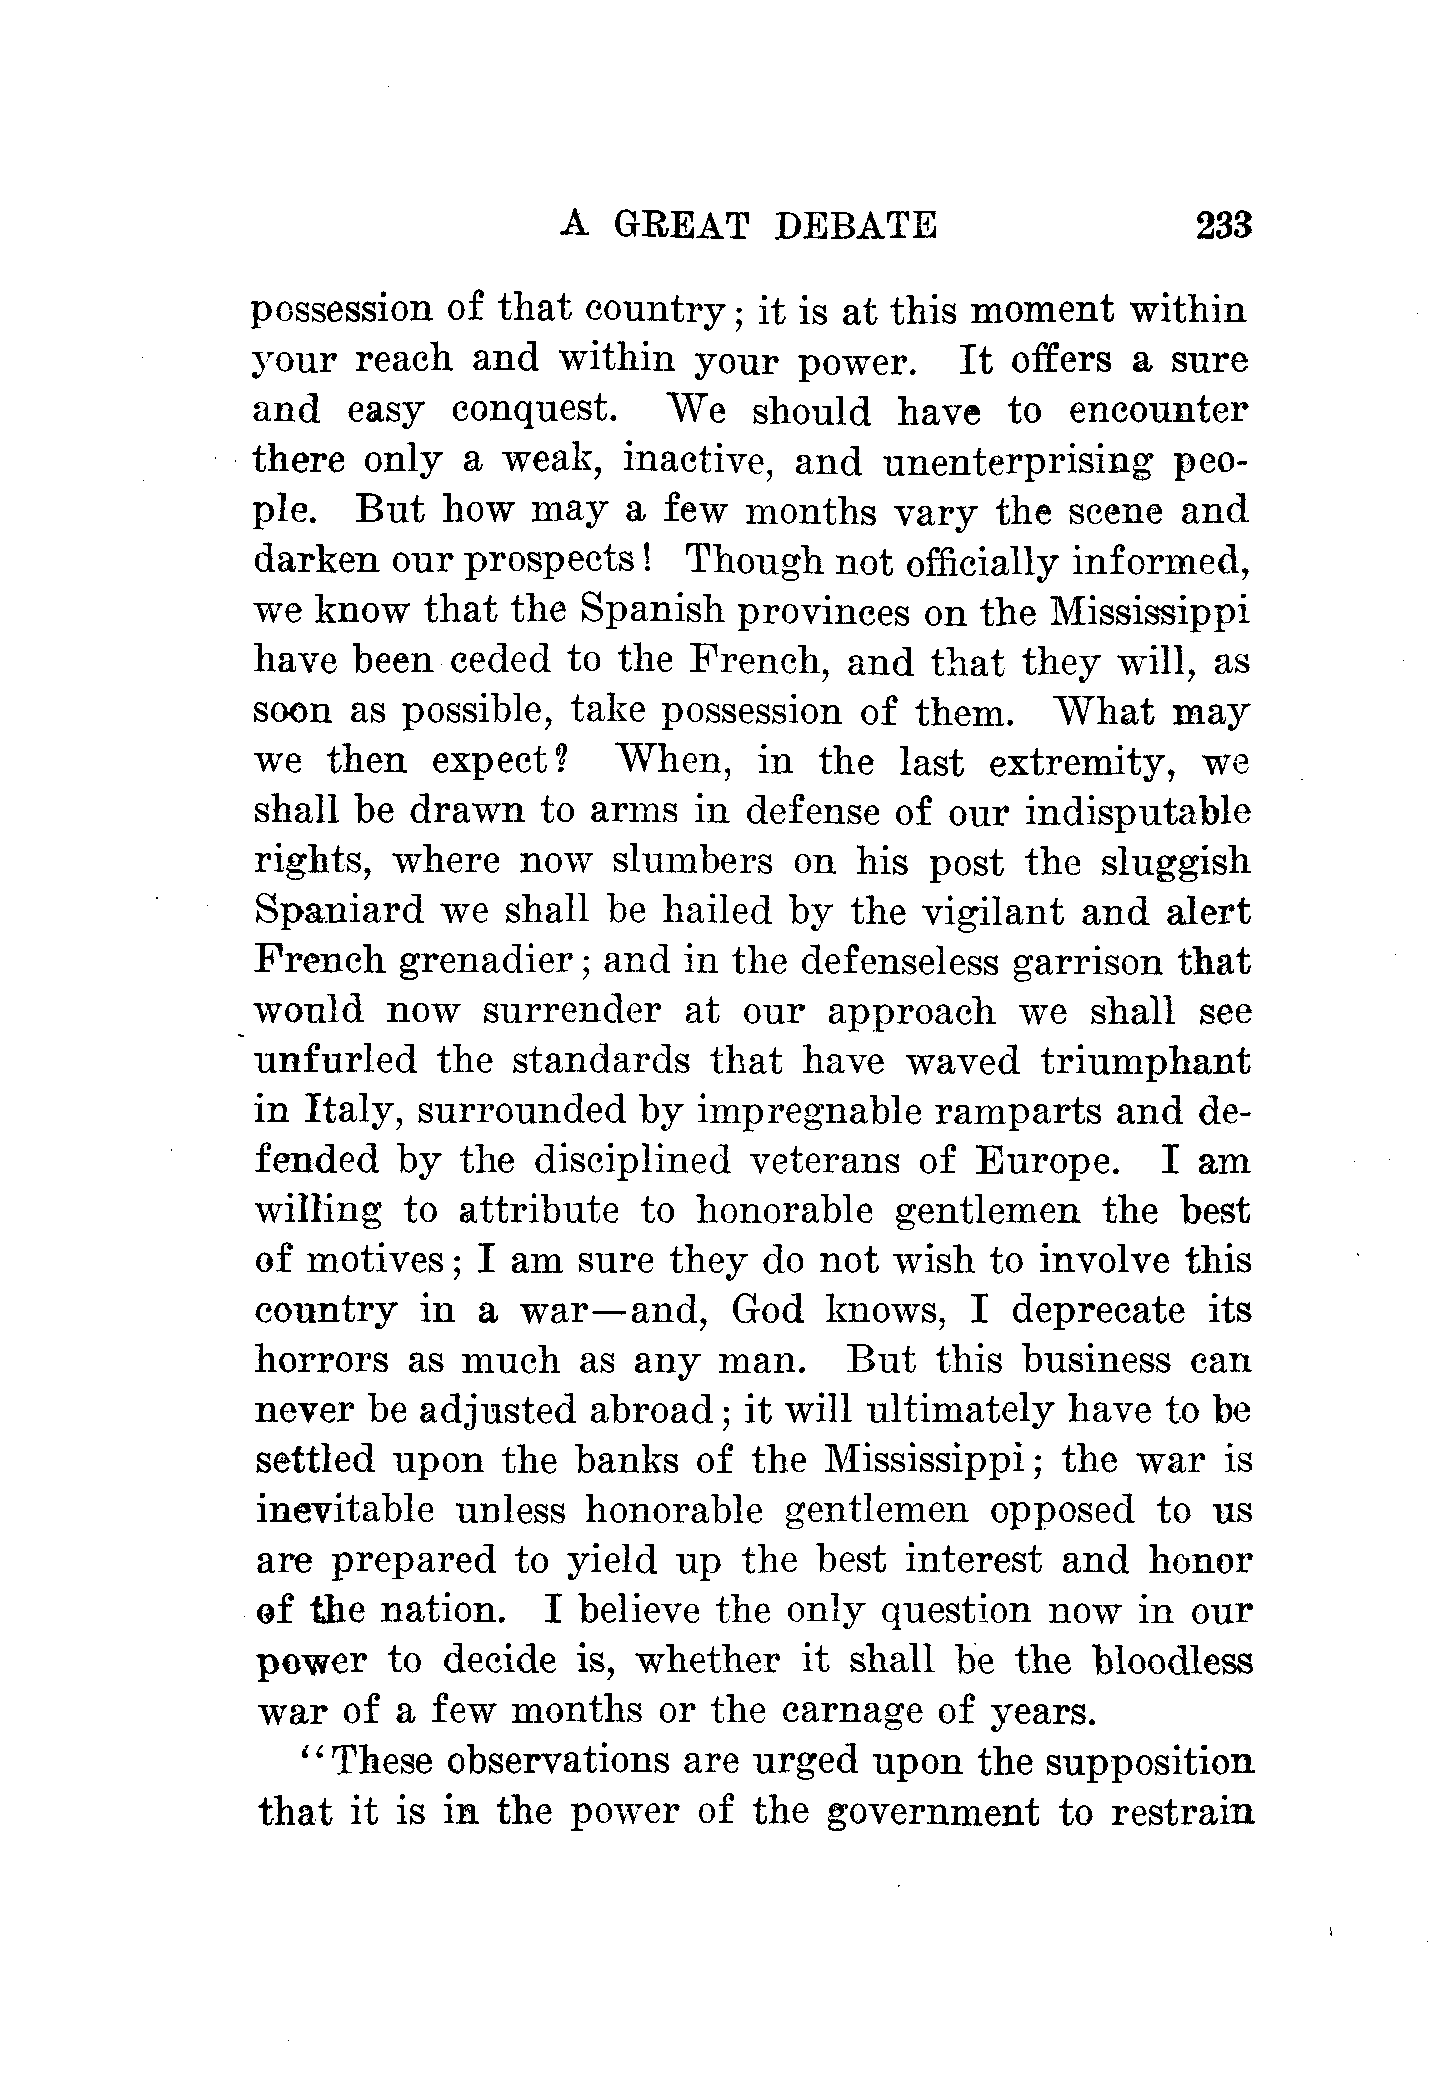 A GREAT DEBATE 233
possession of that country; it is at this moment within
your reach and within your power. It offers a sure
and easy conquest. We should have to encounter
there only a weak, inactive, and unenterprising peo-
ple. But how may a few months vary the scene and
darken our prospects! Though not officially informed,
we know that the Spanish provinces on the Mississippi
have been ceded to the French, and that they will, as
soon as possible, take possession of them. What may
we then expect? When, in the last extremity, we
shall be drawn to arms in defense of our indisputable
rights, where now slumbers on his post the sluggish
Spaniard we shall be hailed by the vigilant and alert
French grenadier; and in the defenseless garrison that
would now surrender at our approach we shall see
unfurled the standards that have waved triumphant
in Italy, surrounded by impregnable ramparts and de-
fended by the disciplined veterans of Europe. I am
willing to attribute to honorable gentlemen the best
of motives; I am sure they do not wish to involve this
country in a war—and, God knows, I deprecate its
horrors as much as any man. But this business can
never be adjusted abroad; it will ultimately have to be
settled upon the banks of the Mississippi; the war is
inevitable unless honorable gentlemen opposed to us
are prepared to yield up the best interest and honor
of the nation. I believe the only question now in our
power to decide is, whether it shall be the bloodless
war of a few months or the carnage of years.
"These observations are urged upon the supposition
that it is in the power of the government to restrain